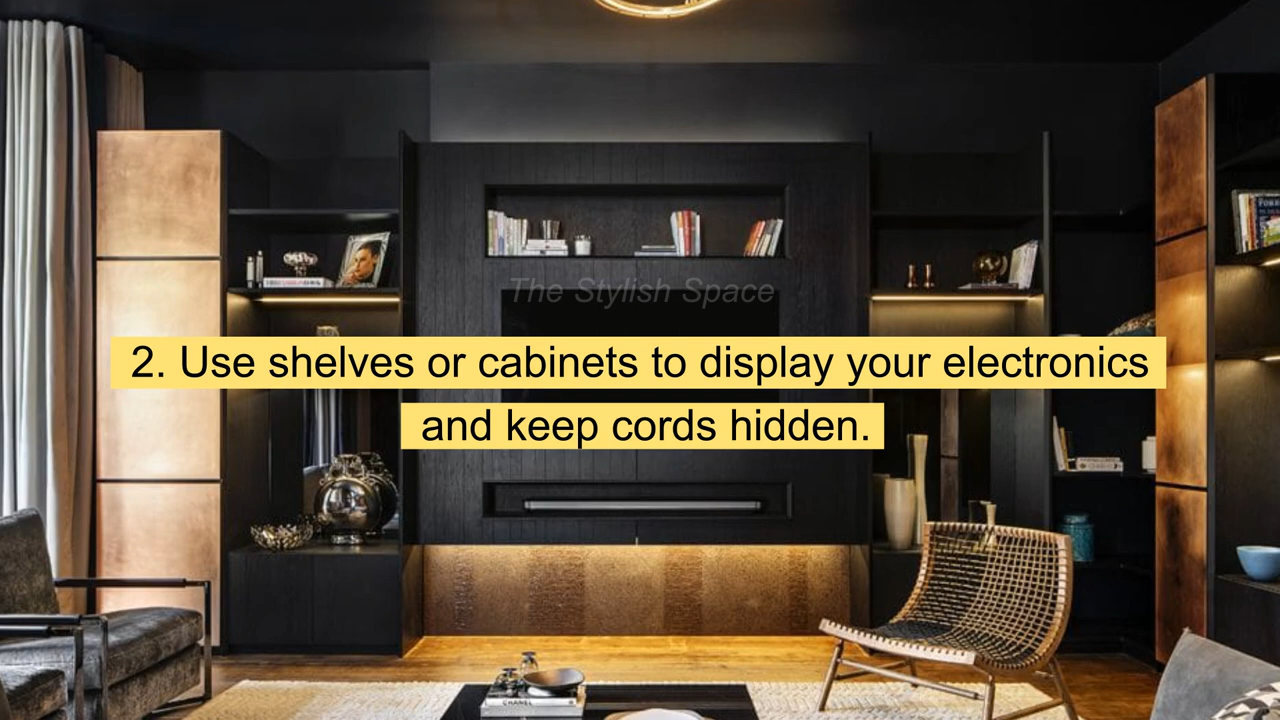 The Stylish Space
2. Use shelves or cabinets to display your electronics
and keep cords hidden.
CHANEL